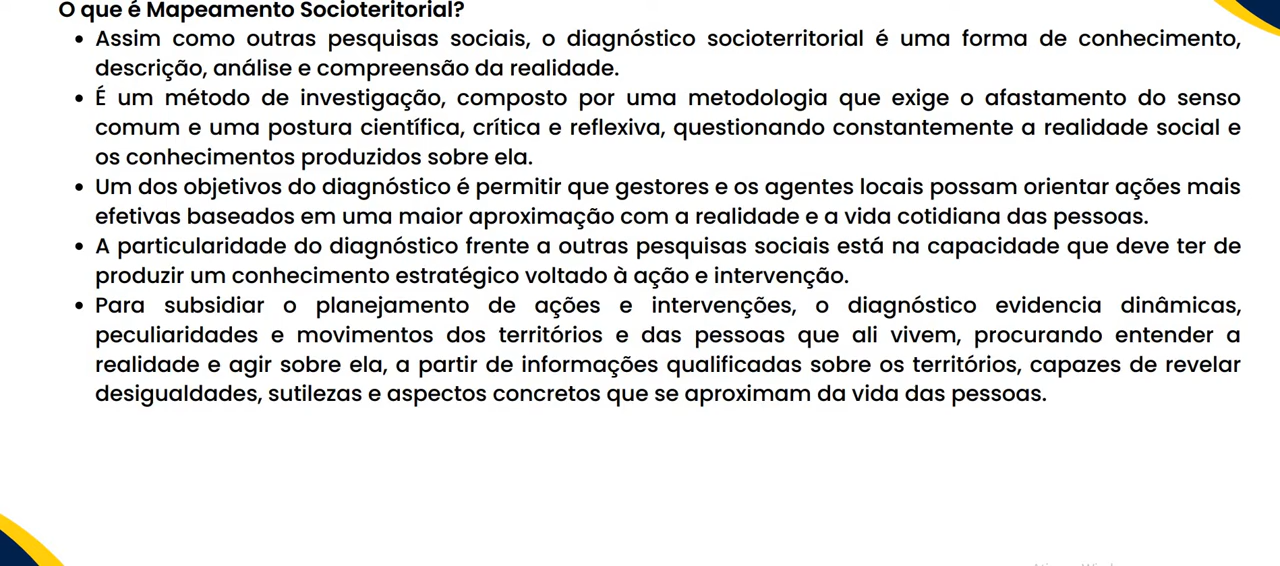 O que é Mapeamento Socioteritorial?
• Assim como outras pesquisas sociais, o diagnóstico socioterritorial é uma forma de conhecimento,
descrição, análise e compreensão da realidade.
• É um método de investigação, composto por uma metodologia que exige o afastamento do senso
comum e uma postura científica, crítica e reflexiva, questionando constantemente a realidade social e
os conhecimentos produzidos sobre ela.
• Um dos objetivos do diagnóstico é permitir que gestores e os agentes locais possam orientar ações mais
efetivas baseados em uma maior aproximação com a realidade e a vida cotidiana das pessoas.
• A particularidade do diagnóstico frente a outras pesquisas sociais está na capacidade que deve ter de
produzir um conhecimento estratégico voltado à ação e intervenção.
• Para subsidiar o planejamento de ações e intervenções, o diagnóstico evidencia dinâmicas,
peculiaridades e movimentos dos territórios e das pessoas que ali vivem, procurando entender a
realidade e agir sobre ela, a partir de informações qualificadas sobre os territórios, capazes de revelar
desigualdades, sutilezas e aspectos concretos que se aproximam da vida das pessoas.